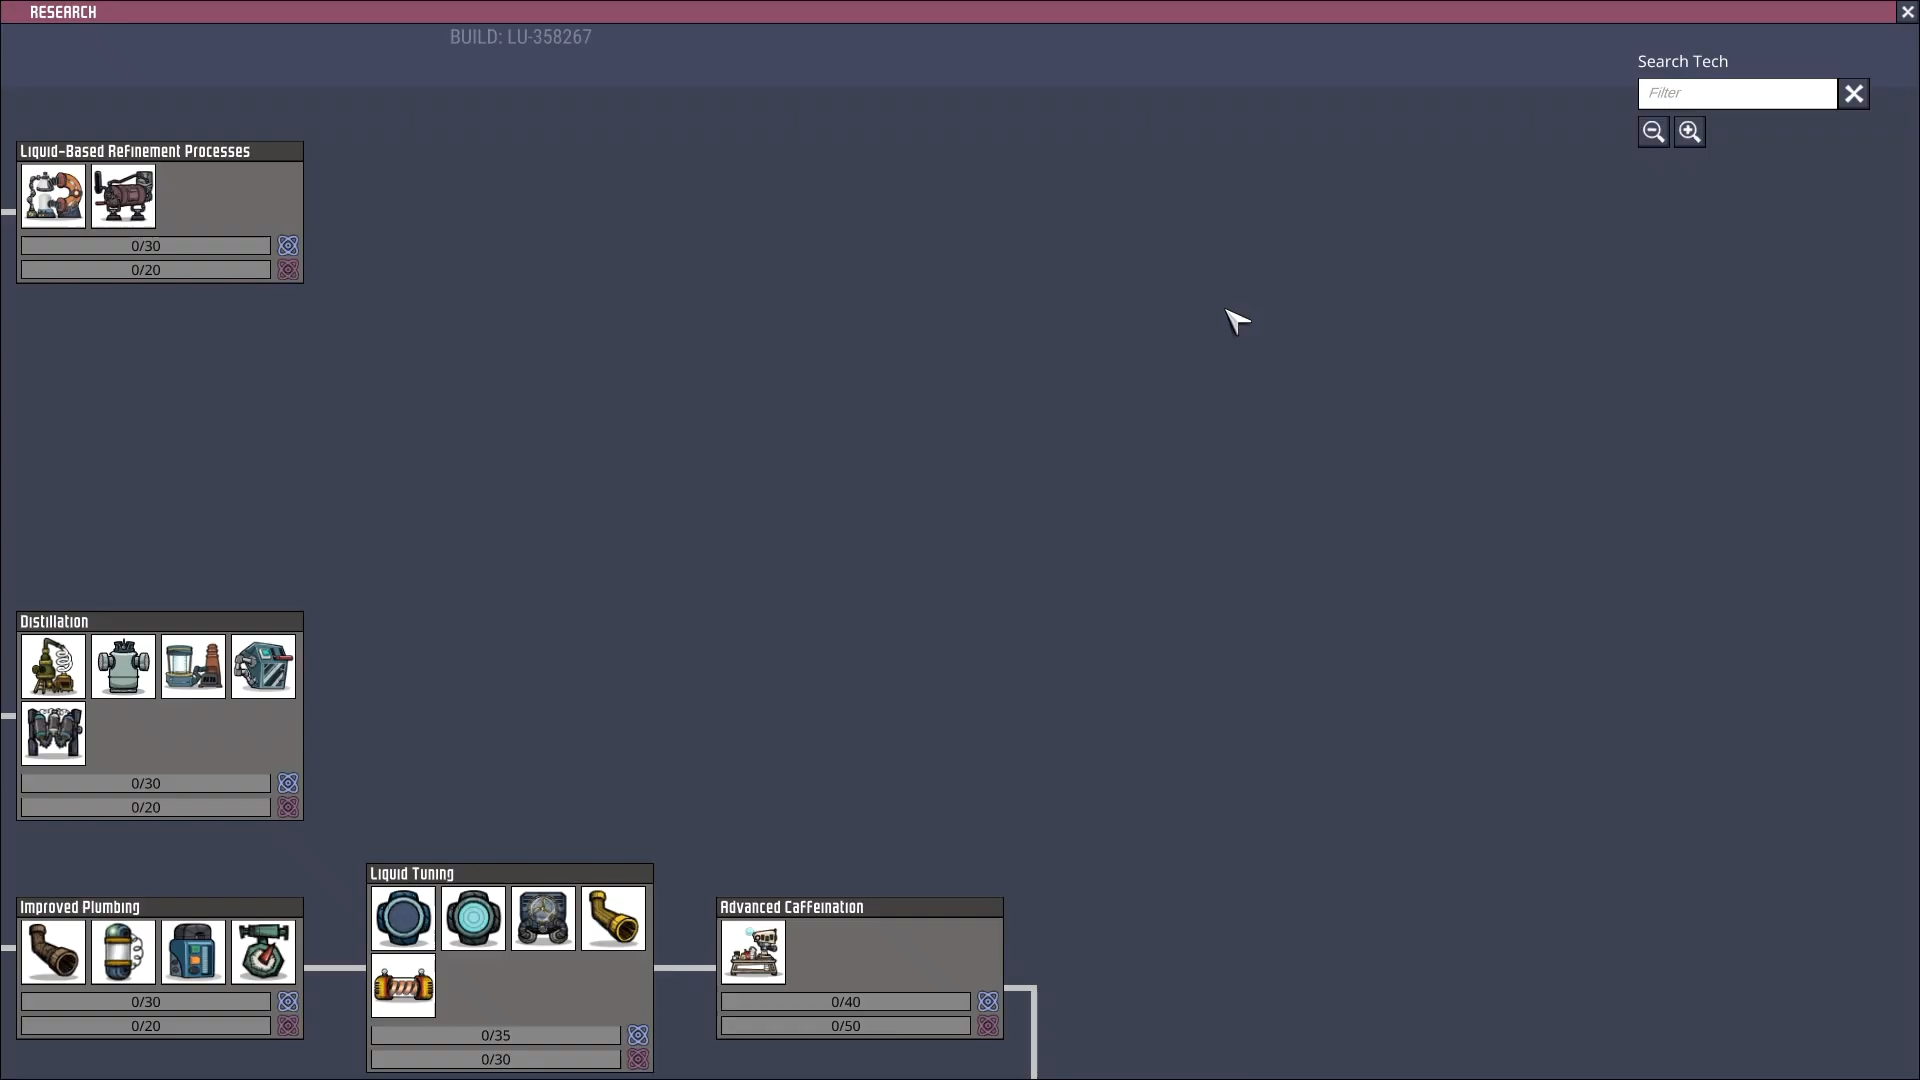 RESEARCH
BUILD: LU-358267
Search Tech
Filter
Liquid-Based Refinement Processes
0/30
0/20
Distillation
0/30
0/20
Improved Plumbing
0/30
0/20
Liquid Tuning
0/35
0/30
Advanced Caffeination
0/40
0/50